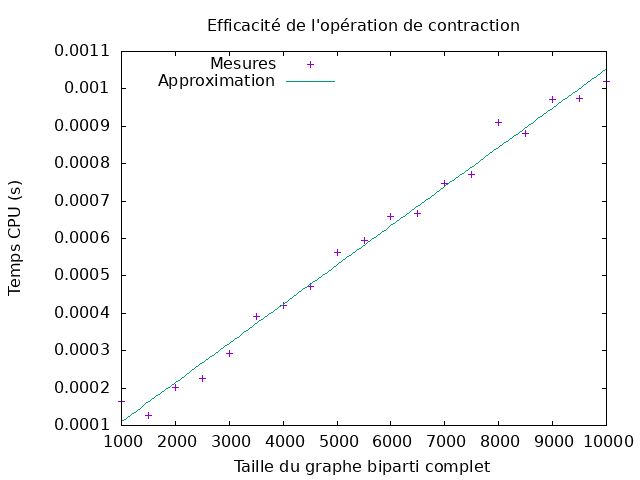 Efficacité de l'opération de contraction
0.0011
Mesures
Approximation
0.001
0.0009
0.0008
0.0007
0.0006
0.0005
0.0004
0.0003
0.0002
0.0001
Temps CPU (s)
1000 2000 3000 4000 5000 6000 7000 8000 9000 10000
Taille du graphe biparti complet